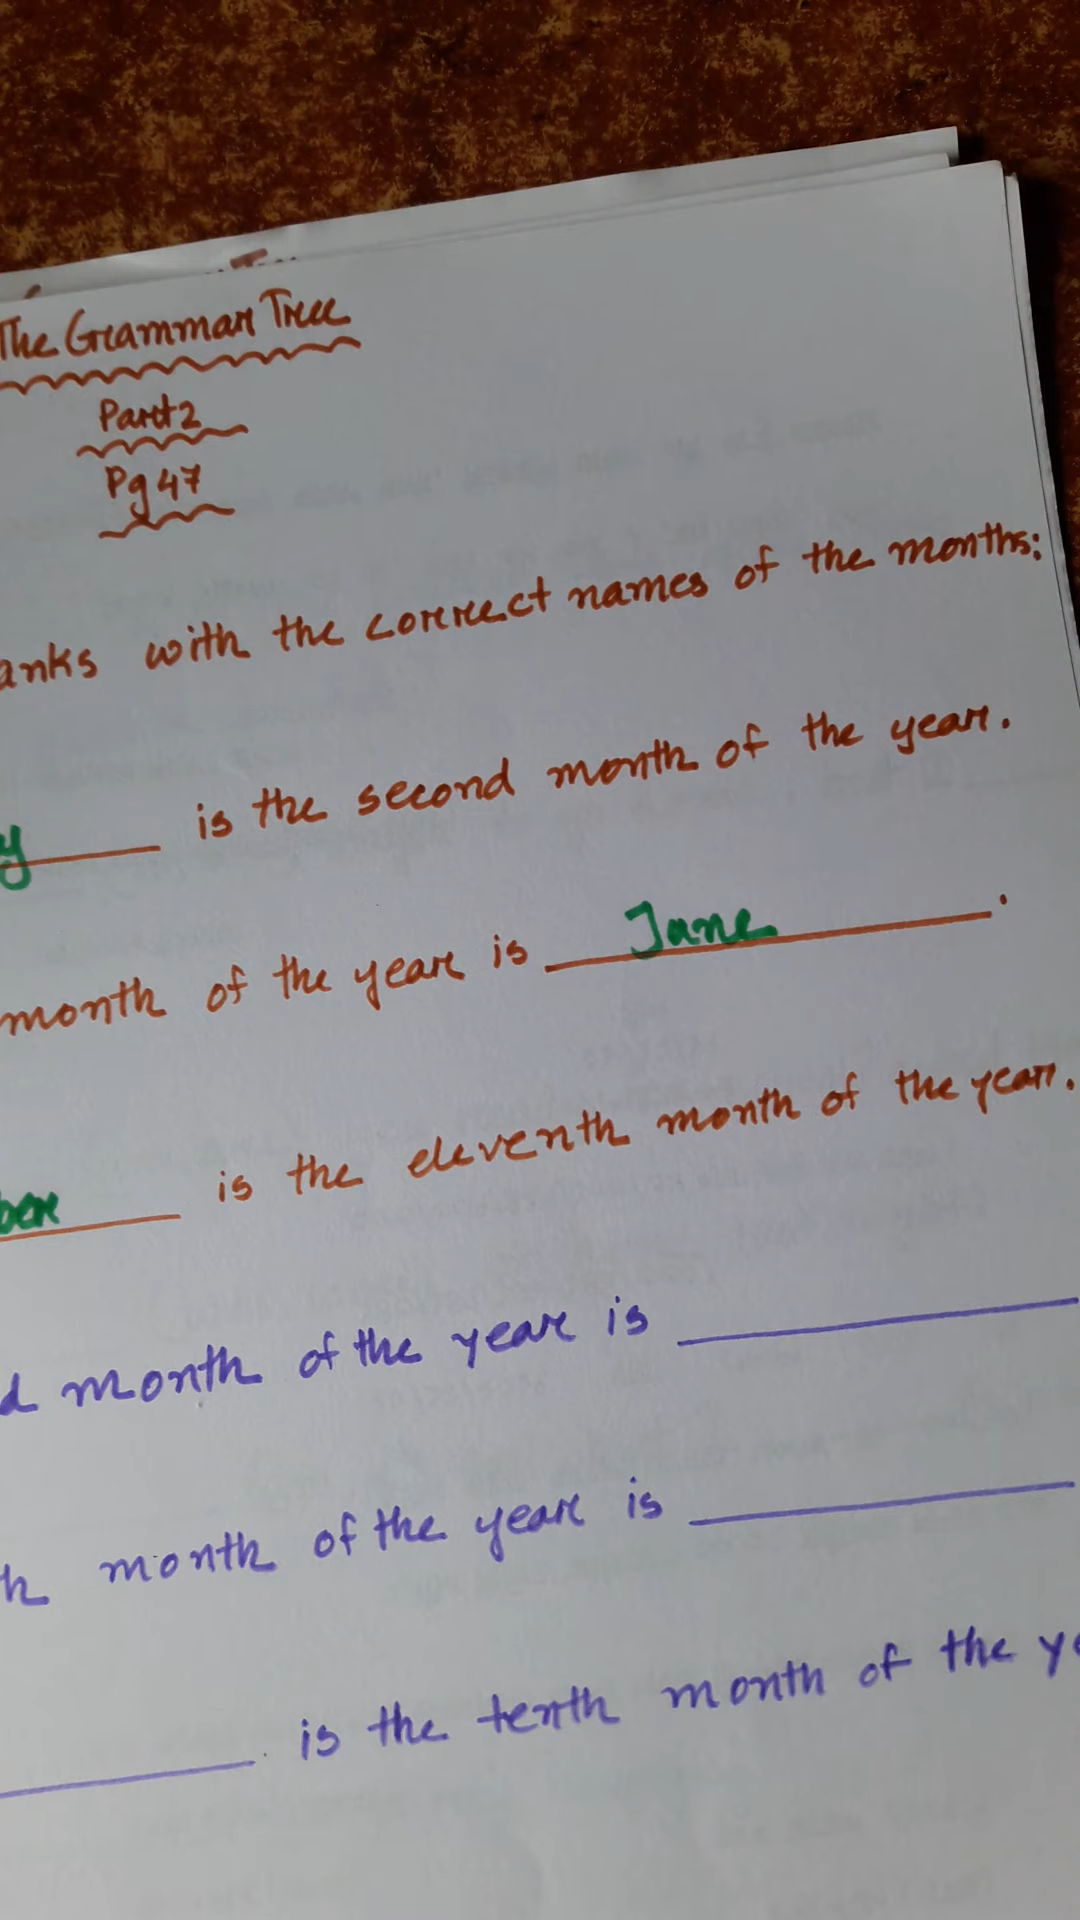 The Grammar Tree
Part 2
Pg 47
anks with the correct names of the months:
y is the second month of the year.
month of the year is June.
ber is the eleventh month of the year.
d month of the year is
h month of the year is
is the tenth month of the ye